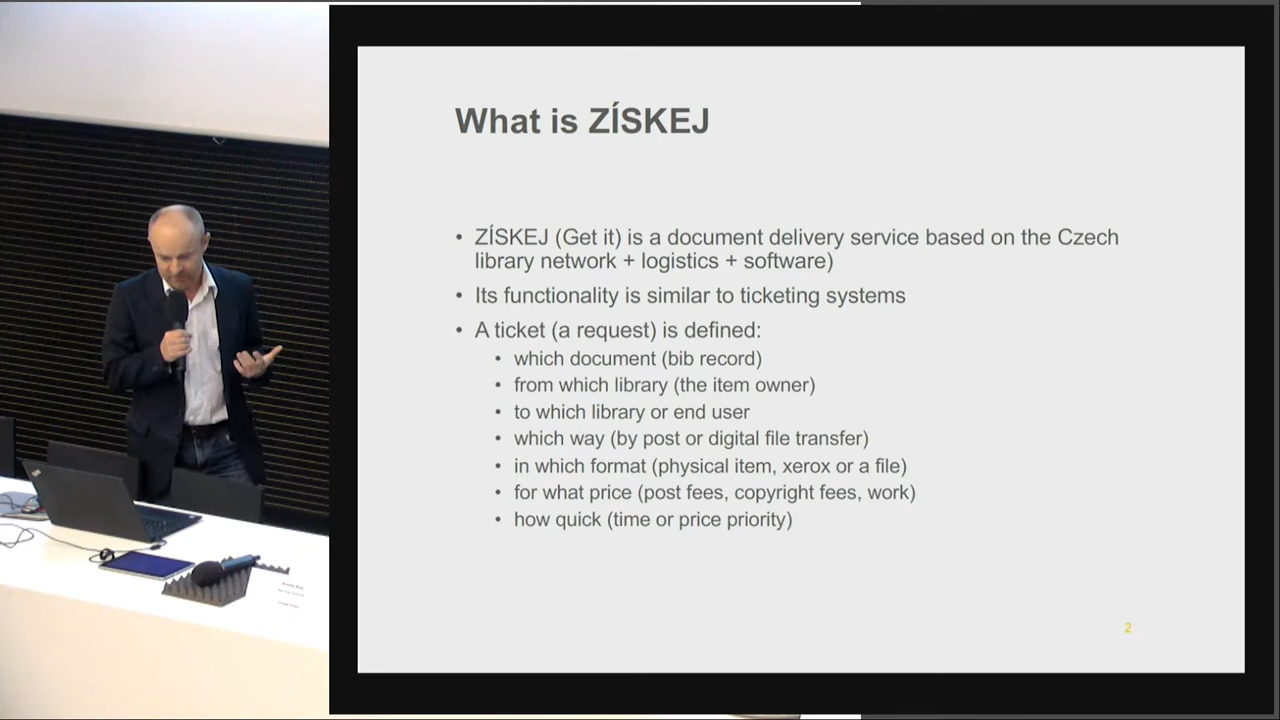 What is ZÍSKEJ
• ZÍSKEJ (Get it) is a document delivery service based on the Czech
library network + logistics + software)
• Its functionality is similar to ticketing systems
• A ticket (a request) is defined:
• which document (bib record)
• from which library (the item owner)
• to which library or end user
• which way (by post or digital file transfer)
• in which format (physical item, xerox or a file)
• for what price (post fees, copyright fees, work)
• how quick (time or price priority)
2